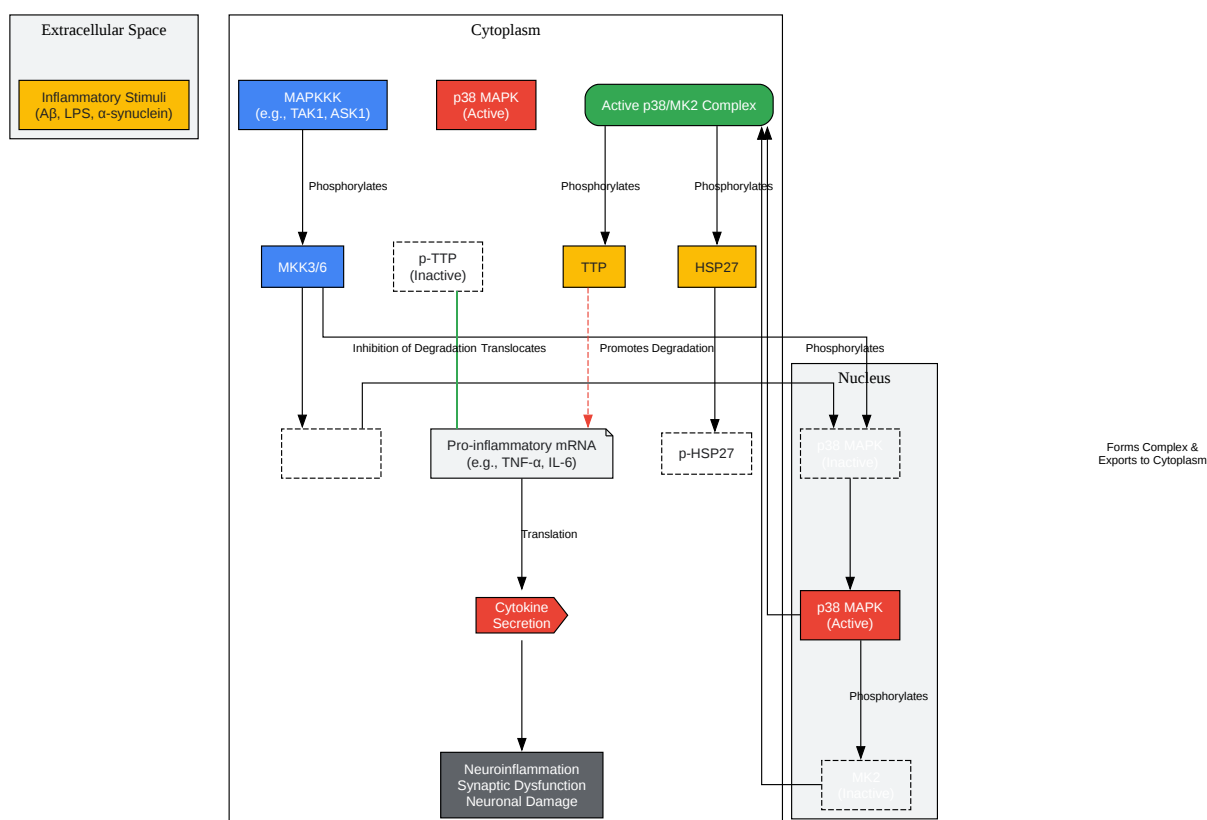 Extracellular Space
Inflammatory Stimuli
(Aβ, LPS, α-synuclein)
Cytoplasm
MAPKKK
(e.g., TAK1, ASK1)
p38 MAPK
(Active)
Active p38/MK2 Complex
Phosphorylates
Phosphorylates
Phosphorylates
MKK3/6
p-TTP
(Inactive)
TTP
HSP27
Inhibition of Degradation
Translocates
Promotes Degradation
Phosphorylates
Nucleus
Pro-inflammatory mRNA
(e.g., TNF-α, IL-6)
p-HSP27
p38 MAPK
(Inactive)
Forms Complex &
Exports to Cytoplasm
Translation
Cytokine
Secretion
p38 MAPK
(Active)
Phosphorylates
Neuroinflammation
Synaptic Dysfunction
Neuronal Damage
MK2
(Inactive)